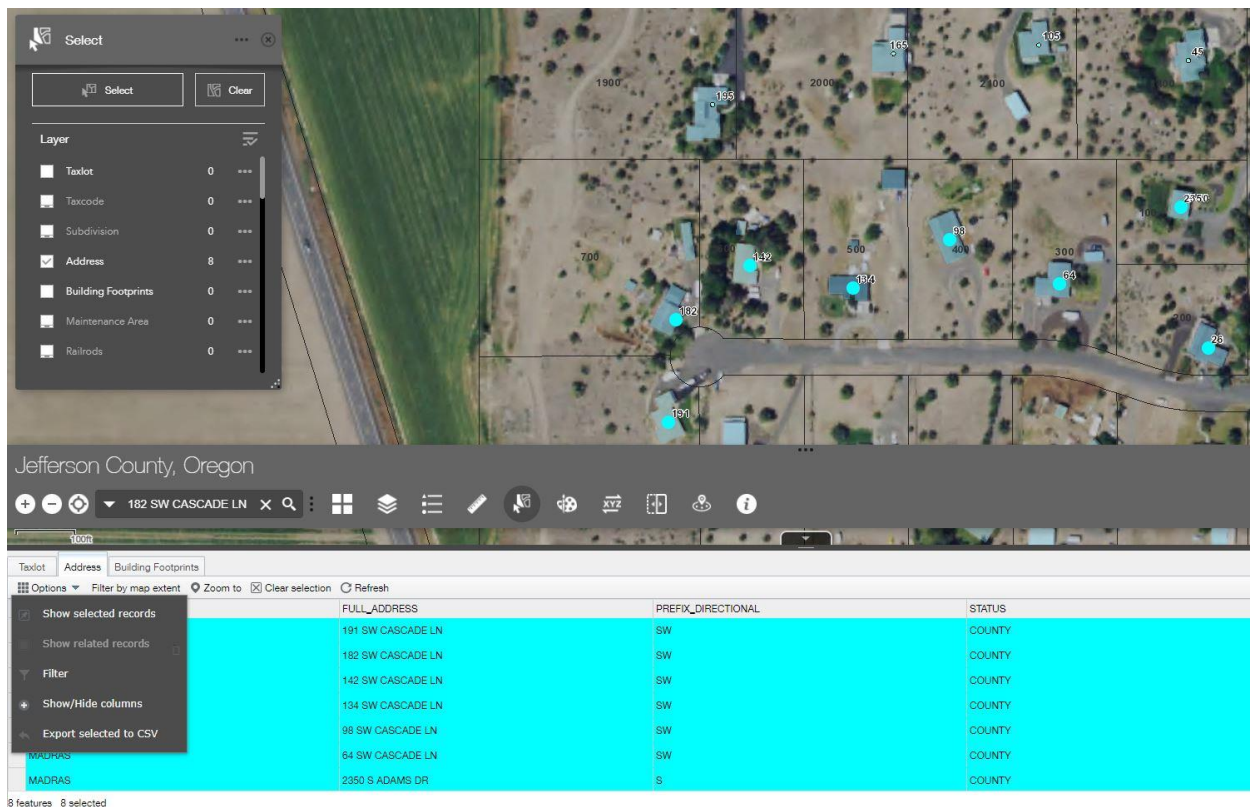 Select
Select Clear
Layer
Taxlot 0
Taxcode 0
Subdivision 0
Address 8
Building Footprints 0
Maintenance Area 0
Railrods 0
165
105
45
1900
195
2000
2100
2350
98
400
500
142
700
134
300
64
182
200
26
191
Jefferson County, Oregon
182 SW CASCADE LN
XYZ
100ft
Taxlot Address Building Footprints
Options Filter by map extent Zoom to Clear selection Refresh
Show selected records
Show related records
Filter
Show/Hide columns
Export selected to CSV
FULL_ADDRESS PREFIX_DIRECTIONAL STATUS
191 SW CASCADE LN SW COUNTY
182 SW CASCADE LN SW COUNTY
142 SW CASCADE LN SW COUNTY
134 SW CASCADE LN SW COUNTY
98 SW CASCADE LN SW COUNTY
MADRAS 64 SW CASCADE LN SW COUNTY
MADRAS 2350 S ADAMS DR S COUNTY
8 features 8 selected